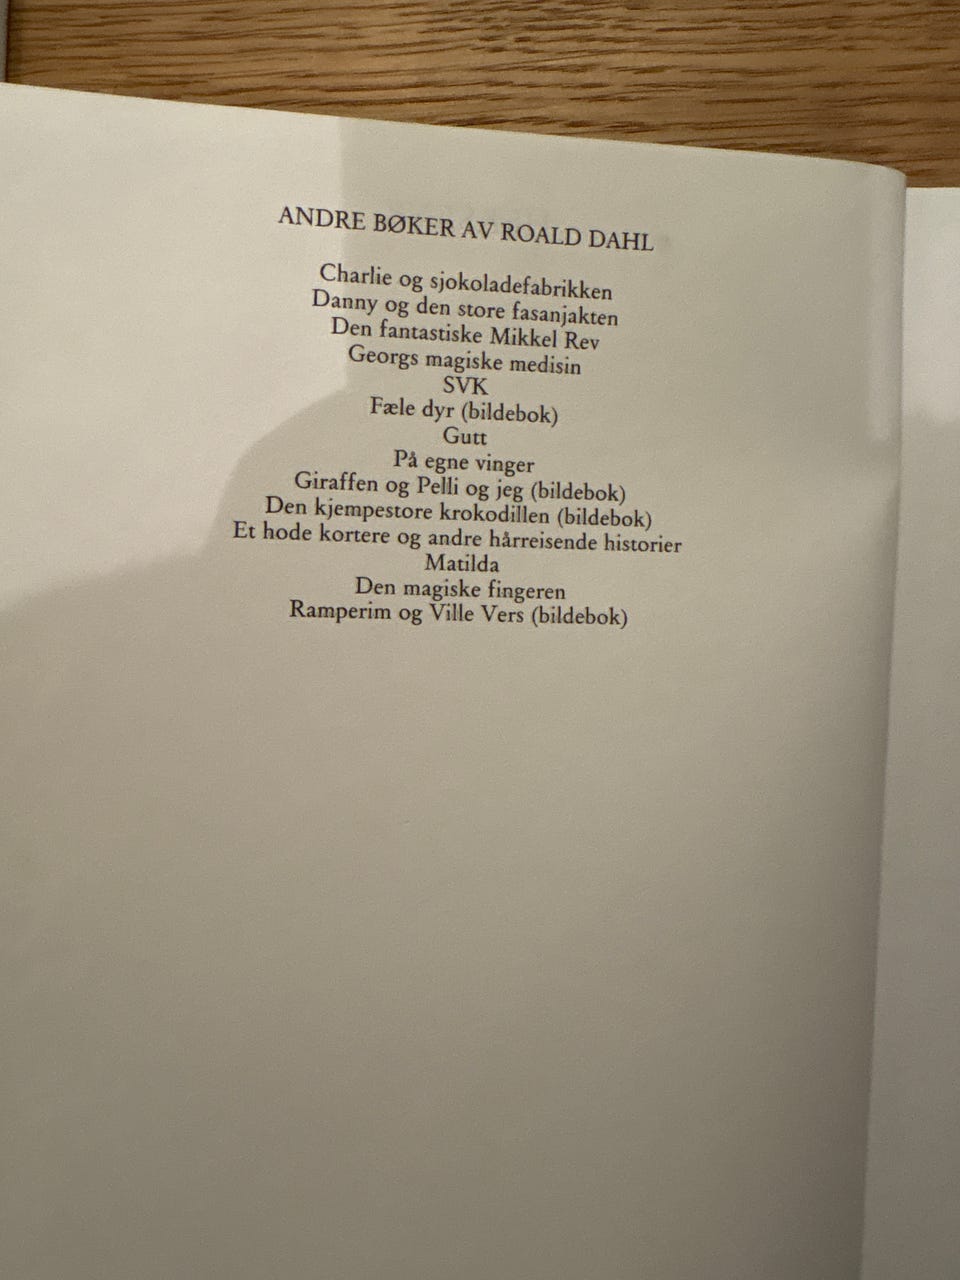 ANDRE BØKER AV ROALD DAHL
Charlie og sjokoladefabrikken
Danny og den store fasanjakten
Den fantastiske Mikkel Rev
Georgs magiske medisin
SVK
Fæle dyr (bildebok)
Gutt
På egne vinger
Giraffen og Pelli og jeg (bildebok)
Den kjempestore krokodillen (bildebok)
Et hode kortere og andre hårreisende historier
Matilda
Den magiske fingeren
Ramperim og Ville Vers (bildebok)